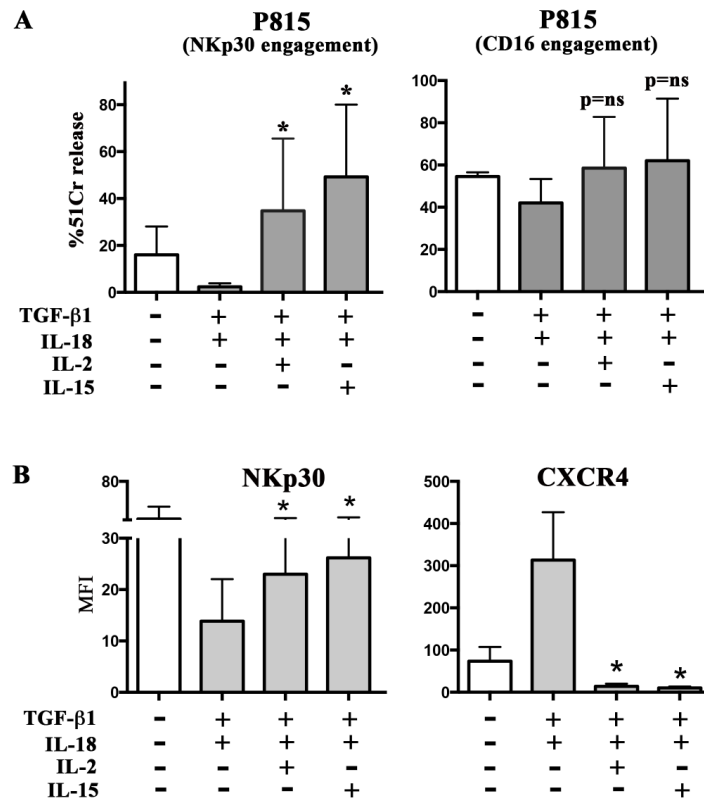 A
P815
(NKp30 engagement)
P815
(CD16 engagement)
%51Cr release
80
60
40
20
0
* *
100
80
60
40
20
0
p=ns p=ns
TGF-β1 - + + + - + + +
IL-18 - + + + - + + +
IL-2 - - + - - - + -
IL-15 - - - + - - - +
B
NKp30
CXCR4
MFI
80
30
20
10
0
* *
500
400
300
200
100
0
* *
TGF-β1 - + + + - + + +
IL-18 - + + + - + + +
IL-2 - - + - - - + -
IL-15 - - - + - - - +